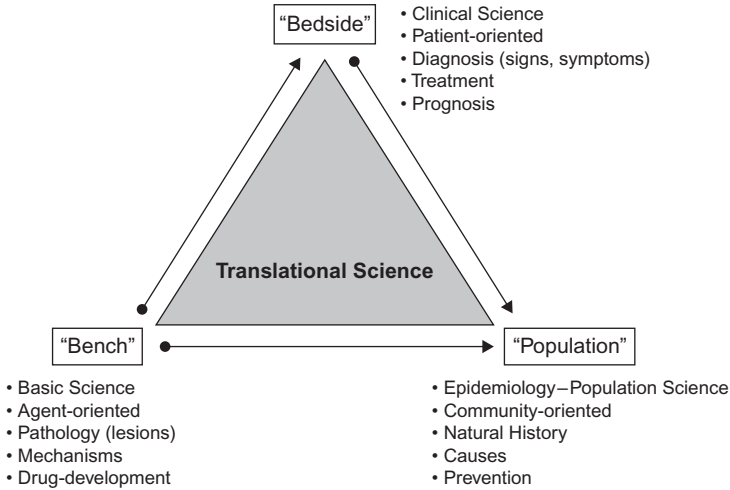 “Bedside”
• Clinical Science
• Patient-oriented
• Diagnosis (signs, symptoms)
• Treatment
• Prognosis
Translational Science
“Bench”
• Basic Science
• Agent-oriented
• Pathology (lesions)
• Mechanisms
• Drug-development
“Population”
• Epidemiology–Population Science
• Community-oriented
• Natural History
• Causes
• Prevention